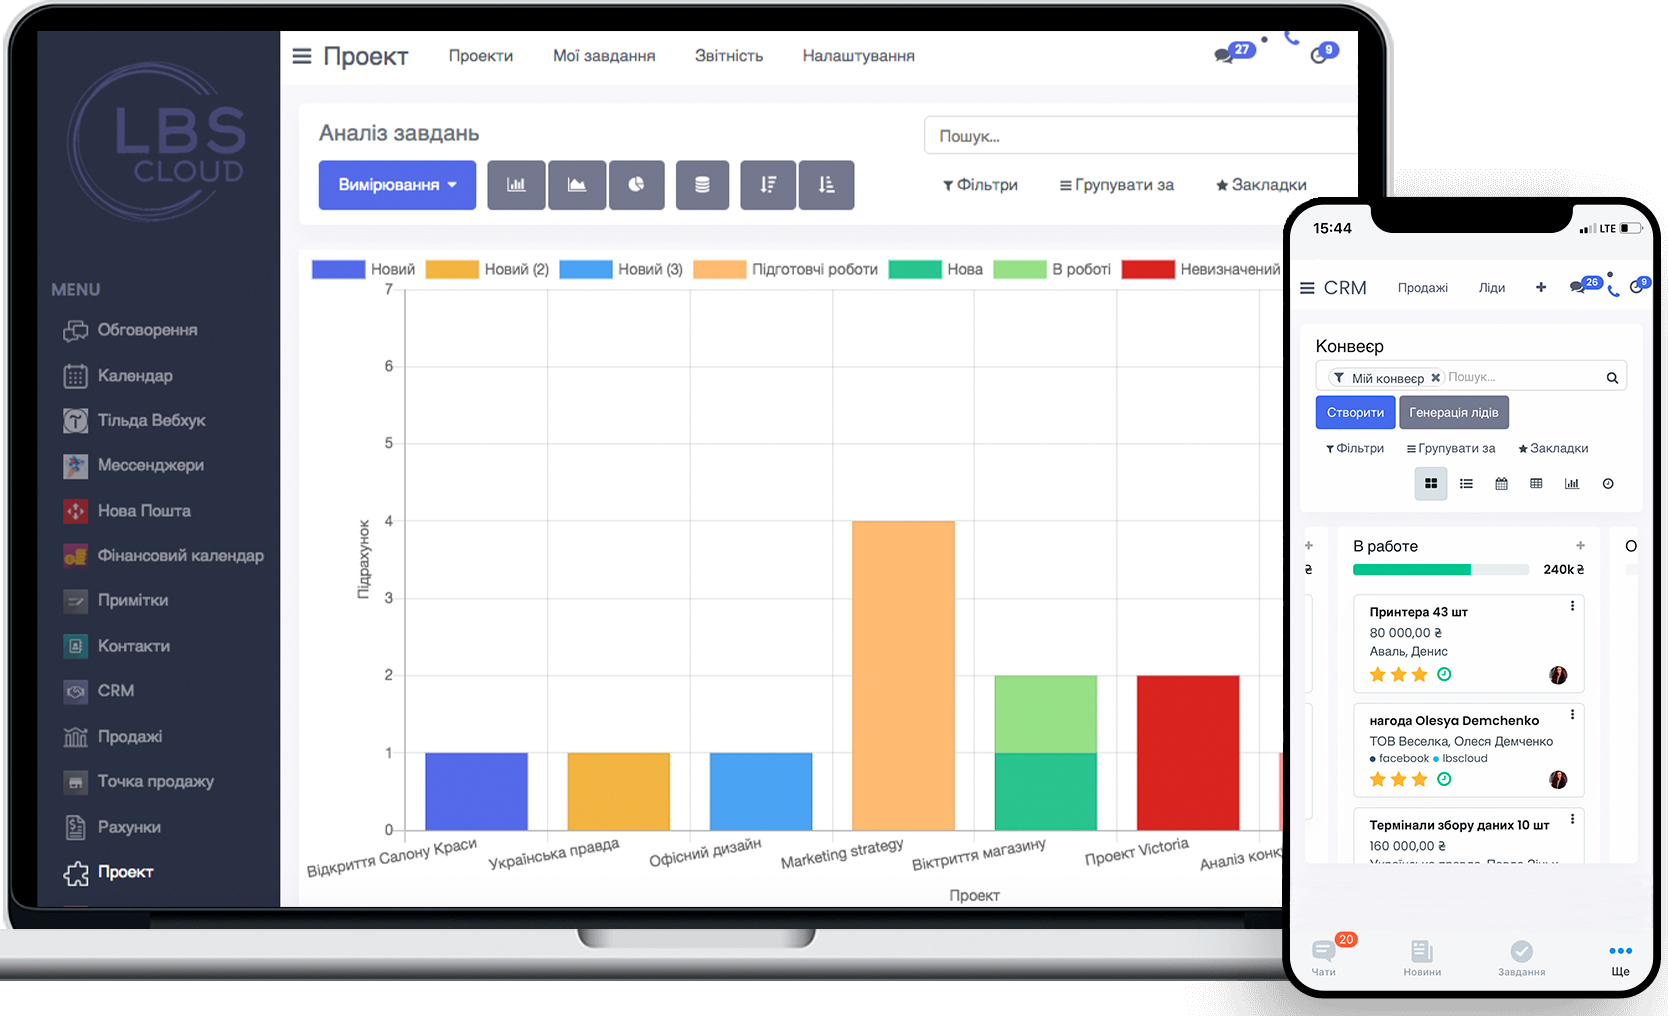 LBS
CLOUD
MENU
Обговорення
Календар
Тільда Вебхук
Мессенджери
Нова Пошта
Фінансовий календар
Примітки
Контакти
CRM
Продажі
Точка продажу
Рахунки
Проект
Проект Проекти Мої завдання Звітність Налаштування 27 9
Аналіз завдань
Пошук...
Вимірювання
Фільтри Групувати за Закладки
Новий Новий (2) Новий (3) Підготовчі роботи Нова В роботі Невизначений
7
6
5
4
3
2
1
0
Підрахунок
Відкриття Салону Краси Українська правда Офісний дизайн Marketing strategy Віктриття магазину Проект Victoria Аналіз конк
Проект
15:44 LTE
CRM Продажі Ліди + 26 9
Конвеєр
Мій конвеєр Пошук...
Створити Генерація лідів
Фільтри Групувати за Закладки
+ В работе + О
₴ 240k ₴
Принтера 43 шт
80 000,00 ₴
Аваль, Денис
нагода Olesya Demchenko
ТОВ Веселка, Олеся Демченко
facebook lbscloud
Термінали збору даних 10 шт
160 000,00 ₴
20
Чати Новини Завдання Ще